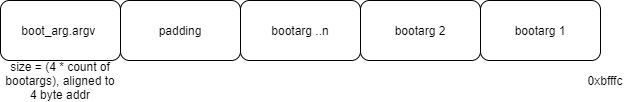 boot_arg.argv
padding
bootarg ..n
bootarg 2
bootarg 1
size = (4 * count of
bootargs), aligned to
4 byte addr
0xbfffc